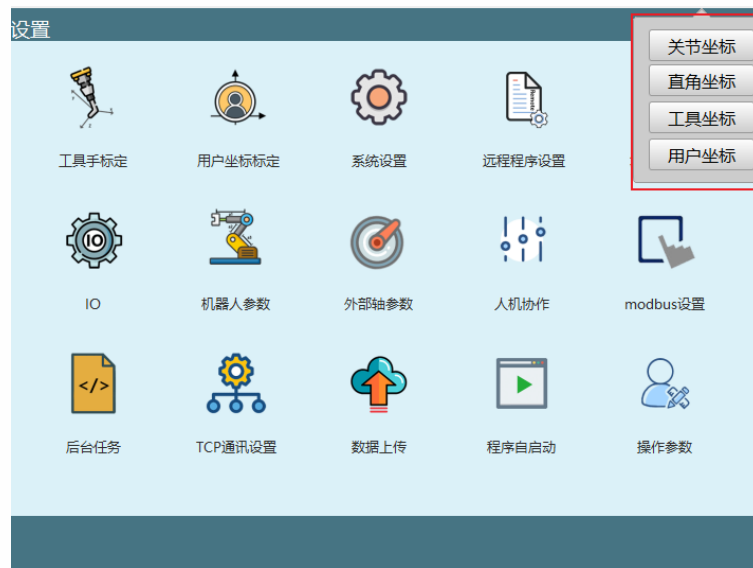 设置
关节坐标
直角坐标
工具坐标
用户坐标
工具手标定
用户坐标标定
系统设置
远程程序设置
IO
IO
机器人参数
外部轴参数
人机协作
modbus设置
</>
后台任务
TCP通讯设置
数据上传
程序自启动
操作参数